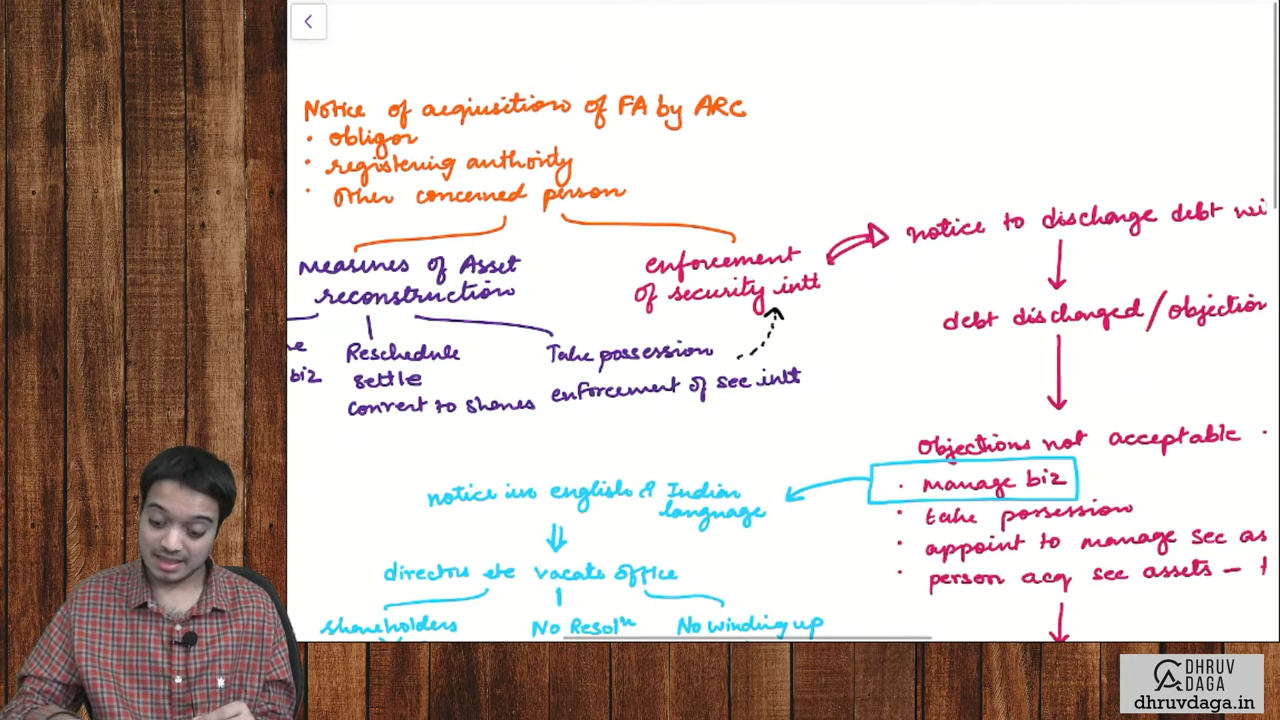 Notice of acquisition of FA by ARC
· obligor
· registering authority
· Other concerned person
Measures of Asset
reconstruction
biz
Reschedule
settle
convert to shares
Take possession
enforcement of sec intt
enforcement
of security intt
notice to discharge debt wi
debt discharged/objection
Objections not acceptable
· manage biz
· take possession
· appoint to manage sec as
· person acq sec assets –
notice in english & Indian
language
directors etc vacate office
shareholders
No Resolⁿ
No winding up
DHRUV
DAGA
dhruvdaga.in